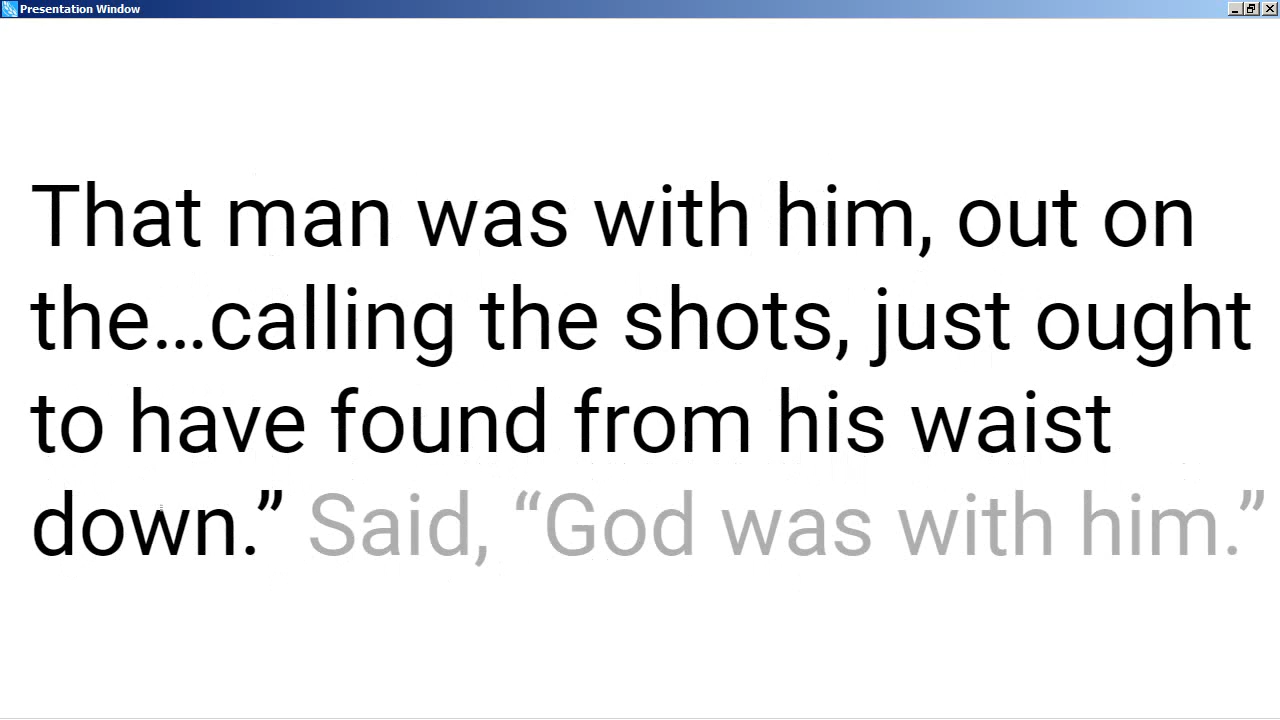 Presentation Window
That man was with him, out on
the…calling the shots, just ought
to have found from his waist
down.” Said, “God was with him.”